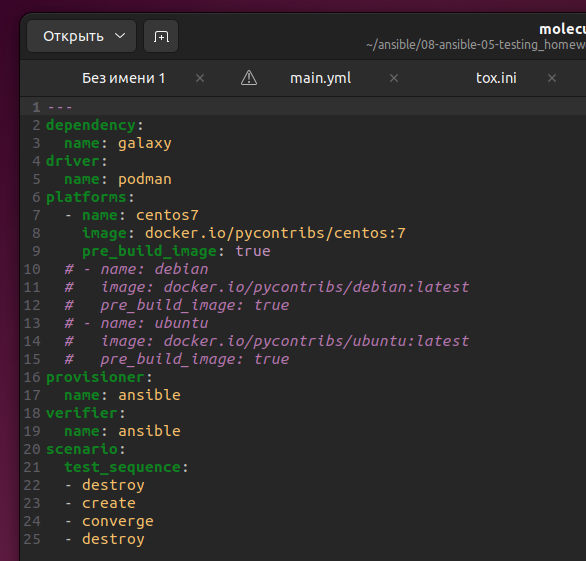 Открыть
molecu
~/ansible/08-ansible-05-testing_homew
Без имени 1
main.yml
tox.ini
1 ---
2 dependency:
3   name: galaxy
4 driver:
5   name: podman
6 platforms:
7   - name: centos7
8     image: docker.io/pycontribs/centos:7
9     pre_build_image: true
10   # - name: debian
11   #   image: docker.io/pycontribs/debian:latest
12   #   pre_build_image: true
13   # - name: ubuntu
14   #   image: docker.io/pycontribs/ubuntu:latest
15   #   pre_build_image: true
16 provisioner:
17   name: ansible
18 verifier:
19   name: ansible
20 scenario:
21   test_sequence:
22   - destroy
23   - create
24   - converge
25   - destroy